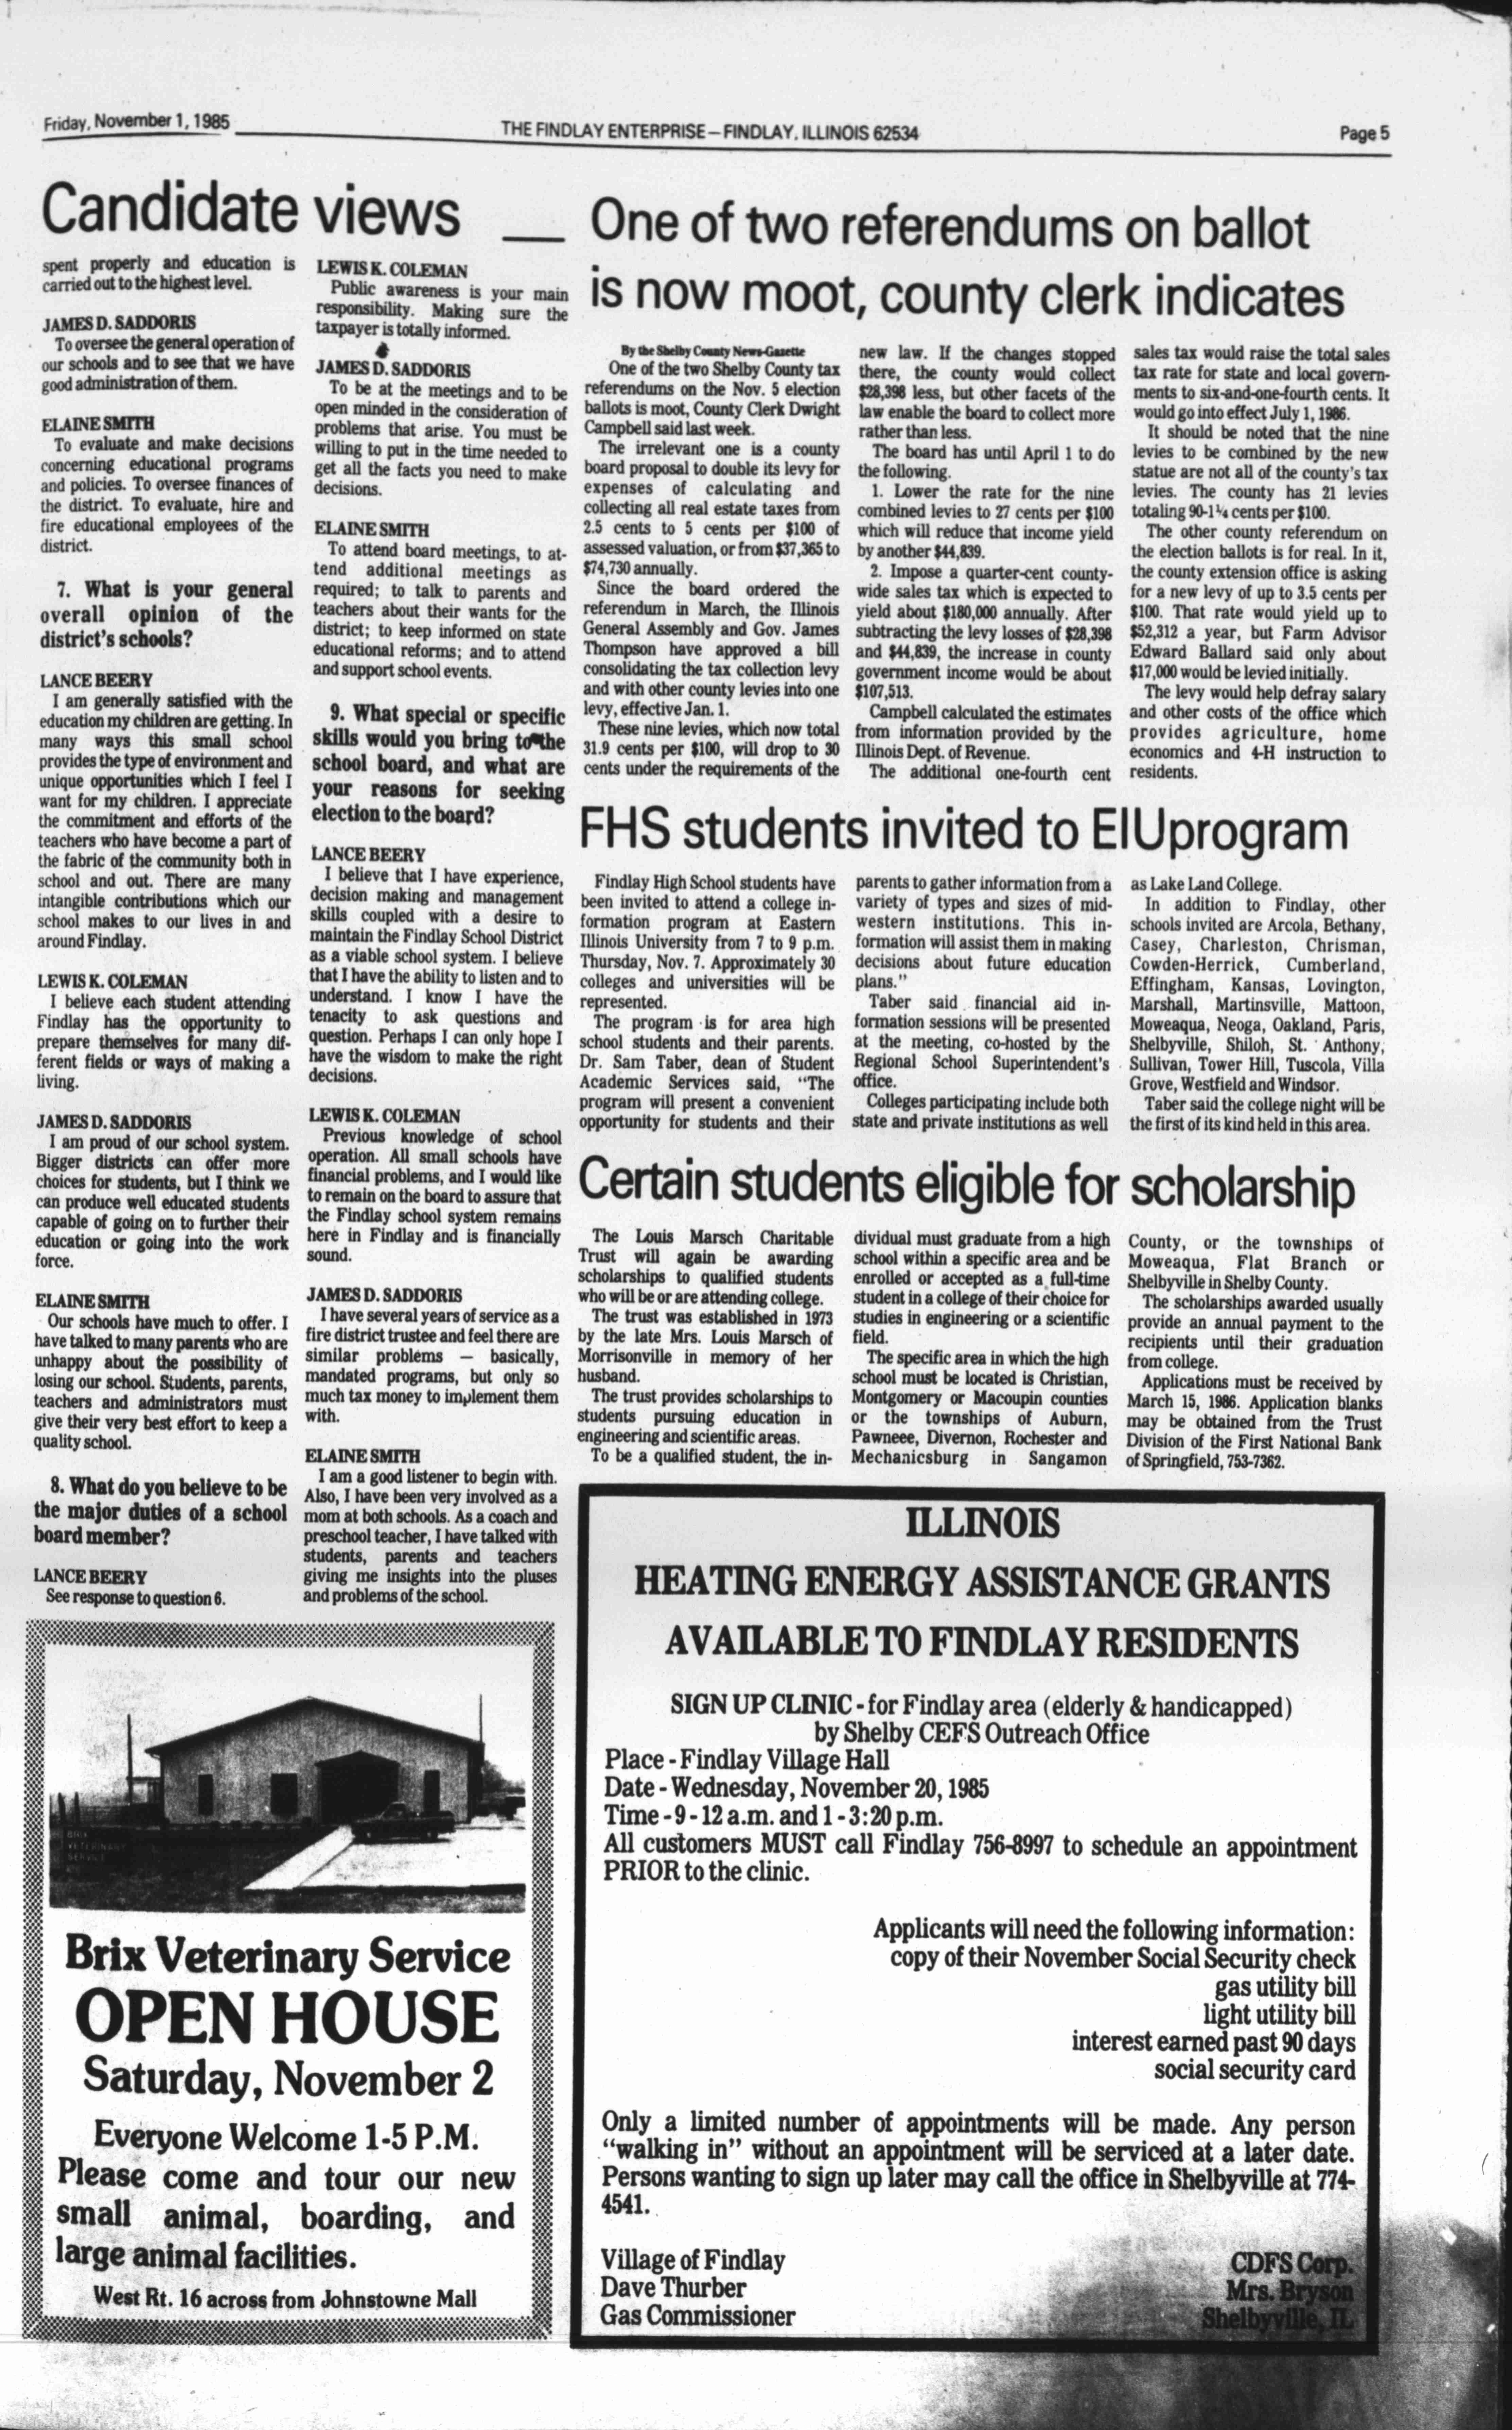 Friday, November 1, 1985
THE FINDLAY ENTERPRISE—FINDLAY, ILLINOIS 62534
Page 5
Candidate views
spent properly and education is
carried out to the highest level.
JAMES D. SADDORIS
To oversee the general operation of
our schools and to see that we have
good administration of them.
ELAINE SMITH
To evaluate and make decisions
concerning educational programs
and policies. To oversee finances of
the district. To evaluate, hire and
fire educational employees of the
district.
7. What is your general
overall opinion of the
district's schools?
LANCE BEERY
I am generally satisfied with the
education my children are getting. In
many ways this small school
provides the type of environment and
unique opportunities which I feel I
want for my children. I appreciate
the commitment and efforts of the
teachers who have become a part of
the fabric of the community both in
school and out. There are many
intangible contributions which our
school makes to our lives in and
around Findlay.
LEWIS K. COLEMAN
I believe each student attending
Findlay has the opportunity to
prepare themselves for many dif-
ferent fields or ways of making a
living.
JAMES D. SADDORIS
I am proud of our school system.
Bigger districts can offer more
choices for students, but I think we
can produce well educated students
capable of going on to further their
education or going into the work
force.
ELAINE SMITH
Our schools have much to offer. I
have talked to many parents who are
unhappy about the possibility of
losing our school. Students, parents,
teachers and administrators must
give their very best effort to keep a
quality school.
8. What do you believe to be
the major duties of a school
board member?
LANCE BEERY
See response to question 6.
LEWIS K. COLEMAN
Public awareness is your main
responsibility. Making sure the
taxpayer is totally informed.
JAMES D. SADDORIS
To be at the meetings and to be
open minded in the consideration of
problems that arise. You must be
willing to put in the time needed to
get all the facts you need to make
decisions.
ELAINE SMITH
To attend board meetings, to at-
tend additional meetings as
required; to talk to parents and
teachers about their wants for the
district; to keep informed on state
educational reforms; and to attend
and support school events.
9. What special or specific
skills would you bring to the
school board, and what are
your reasons for seeking
election to the board?
LANCE BEERY
I believe that I have experience,
decision making and management
skills coupled with a desire to
maintain the Findlay School District
as a viable school system. I believe
that I have the ability to listen and to
understand. I know I have the
tenacity to ask questions and
question. Perhaps I can only hope I
have the wisdom to make the right
decisions.
LEWIS K. COLEMAN
Previous knowledge of school
operation. All small schools have
financial problems, and I would like
to remain on the board to assure that
the Findlay school system remains
here in Findlay and is financially
sound.
JAMES D. SADDORIS
I have several years of service as a
fire district trustee and feel there are
similar problems — basically,
mandated programs, but only so
much tax money to implement them
with.
ELAINE SMITH
I am a good listener to begin with.
Also, I have been very involved as a
mom at both schools. As a coach and
preschool teacher, I have talked with
students, parents and teachers
giving me insights into the pluses
and problems of the school.
One of two referendums on ballot
is now moot, county clerk indicates
By the Shelby County News-Gazette
One of the two Shelby County tax
referendums on the Nov. 5 election
ballots is moot, County Clerk Dwight
Campbell said last week.
The irrelevant one is a county
board proposal to double its levy for
expenses of calculating and
collecting all real estate taxes from
2.5 cents to 5 cents per $100 of
assessed valuation, or from $37,365 to
$74,730 annually.
Since the board ordered the
referendum in March, the Illinois
General Assembly and Gov. James
Thompson have approved a bill
consolidating the tax collection levy
and with other county levies into one
levy, effective Jan. 1.
These nine levies, which now total
31.9 cents per $100, will drop to 30
cents under the requirements of the
new law. If the changes stopped
there, the county would collect
$28,398 less, but other facets of the
law enable the board to collect more
rather than less.
The board has until April 1 to do
the following.
1. Lower the rate for the nine
combined levies to 27 cents per $100
which will reduce that income yield
by another $44,839.
2. Impose a quarter-cent county-
wide sales tax which is expected to
yield about $180,000 annually. After
subtracting the levy losses of $28,398
and $44,839, the increase in county
government income would be about
$107,513.
Campbell calculated the estimates
from information provided by the
Illinois Dept. of Revenue.
The additional one-fourth cent
sales tax would raise the total sales
tax rate for state and local govern-
ments to six-and-one-fourth cents. It
would go into effect July 1, 1986.
It should be noted that the nine
levies to be combined by the new
statue are not all of the county's tax
levies. The county has 21 levies
totaling 90-1¼ cents per $100.
The other county referendum on
the election ballots is for real. In it,
the county extension office is asking
for a new levy of up to 3.5 cents per
$100. That rate would yield up to
$52,312 a year, but Farm Advisor
Edward Ballard said only about
$17,000 would be levied initially.
The levy would help defray salary
and other costs of the office which
provides agriculture, home
economics and 4-H instruction to
residents.
FHS students invited to EIUprogram
Findlay High School students have
been invited to attend a college in-
formation program at Eastern
Illinois University from 7 to 9 p.m.
Thursday, Nov. 7. Approximately 30
colleges and universities will be
represented.
The program is for area high
school students and their parents.
Dr. Sam Taber, dean of Student
Academic Services said, "The
program will present a convenient
opportunity for students and their
parents to gather information from a
variety of types and sizes of mid-
western institutions. This in-
formation will assist them in making
decisions about future education
plans."
Taber said financial aid in-
formation sessions will be presented
at the meeting, co-hosted by the
Regional School Superintendent's
office.
Colleges participating include both
state and private institutions as well
as Lake Land College.
In addition to Findlay, other
schools invited are Arcola, Bethany,
Casey, Charleston, Chrisman,
Cowden-Herrick, Cumberland,
Effingham, Kansas, Lovington,
Marshall, Martinsville, Mattoon,
Moweaqua, Neoga, Oakland, Paris,
Shelbyville, Shiloh, St. Anthony,
Sullivan, Tower Hill, Tuscola, Villa
Grove, Westfield and Windsor.
Taber said the college night will be
the first of its kind held in this area.
Certain students eligible for scholarship
The Louis Marsch Charitable
Trust will again be awarding
scholarships to qualified students
who will be or are attending college.
The trust was established in 1973
by the late Mrs. Louis Marsch of
Morrisonville in memory of her
husband.
The trust provides scholarships to
students pursuing education in
engineering and scientific areas.
To be a qualified student, the in-
dividual must graduate from a high
school within a specific area and be
enrolled or accepted as a full-time
student in a college of their choice for
studies in engineering or a scientific
field.
The specific area in which the high
school must be located is Christian,
Montgomery or Macoupin counties
or the townships of Auburn,
Pawneee, Divernon, Rochester and
Mechanicsburg in Sangamon
County, or the townships of
Moweaqua, Flat Branch or
Shelbyville in Shelby County.
The scholarships awarded usually
provide an annual payment to the
recipients until their graduation
from college.
Applications must be received by
March 15, 1986. Application blanks
may be obtained from the Trust
Division of the First National Bank
of Springfield, 753-7362.
BRIX
VETERINARY
SERVICE
Brix Veterinary Service
OPEN HOUSE
Saturday, November 2
Everyone Welcome 1-5 P.M.
Please come and tour our new
small animal, boarding, and
large animal facilities.
West Rt. 16 across from Johnstowne Mall
ILLINOIS
HEATING ENERGY ASSISTANCE GRANTS
AVAILABLE TO FINDLAY RESIDENTS
SIGN UP CLINIC - for Findlay area (elderly & handicapped)
by Shelby CEFS Outreach Office
Place - Findlay Village Hall
Date - Wednesday, November 20, 1985
Time - 9 - 12 a.m. and 1 - 3:20 p.m.
All customers MUST call Findlay 756-8997 to schedule an appointment
PRIOR to the clinic.
Applicants will need the following information:
copy of their November Social Security check
gas utility bill
light utility bill
interest earned past 90 days
social security card
Only a limited number of appointments will be made. Any person
"walking in" without an appointment will be serviced at a later date.
Persons wanting to sign up later may call the office in Shelbyville at 774-
4541.
Village of Findlay
Dave Thurber
Gas Commissioner
CDFS Corp.
Mrs. Bryson
Shelbyville, IL